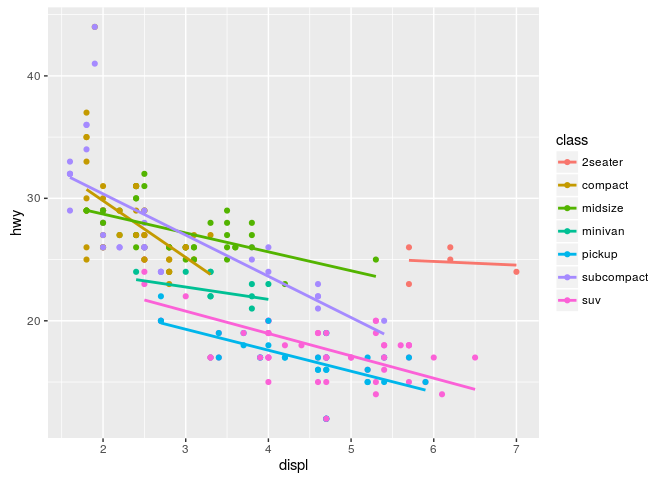 40
30
20
hwy
2
3
4
5
6
7
displ
class
2seater
compact
midsize
minivan
pickup
subcompact
suv